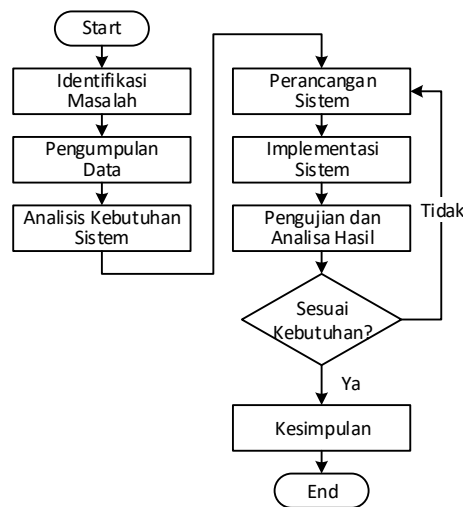 Start
Identifikasi
Masalah
Pengumpulan
Data
Analisis Kebutuhan
Sistem
Perancangan
Sistem
Implementasi
Sistem
Pengujian dan
Analisa Hasil
Sesuai
Kebutuhan?
Tidak
Ya
Kesimpulan
End